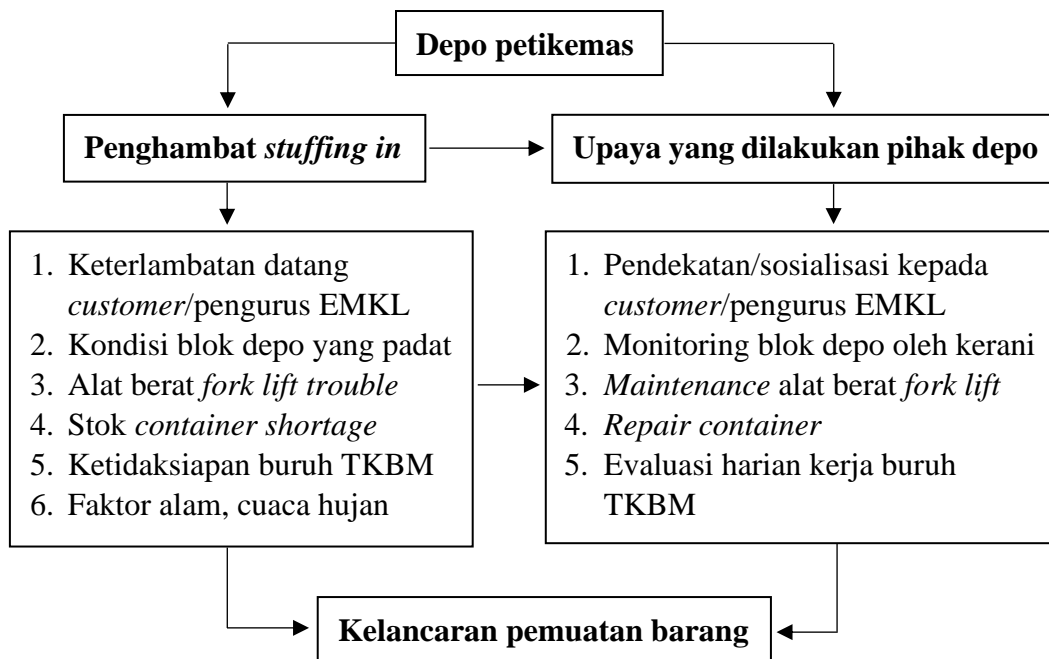 Depo petikemas
Penghambat stuffing in
Upaya yang dilakukan pihak depo
1. Keterlambatan datang
customer/pengurus EMKL
2. Kondisi blok depo yang padat
3. Alat berat fork lift trouble
4. Stok container shortage
5. Ketidaksiapan buruh TKBM
6. Faktor alam, cuaca hujan
1. Pendekatan/sosialisasi kepada
customer/pengurus EMKL
2. Monitoring blok depo oleh kerani
3. Maintenance alat berat fork lift
4. Repair container
5. Evaluasi harian kerja buruh
TKBM
Kelancaran pemuatan barang